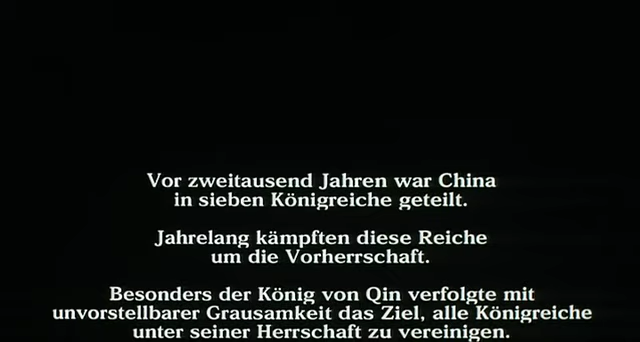 Vor zweitausend Jahren war China
in sieben Königreiche geteilt.
Jahrelang kämpften diese Reiche
um die Vorherrschaft.
Besonders der König von Qin verfolgte mit
unvorstellbarer Grausamkeit das Ziel, alle Königreiche
unter seiner Herrschaft zu vereinigen.